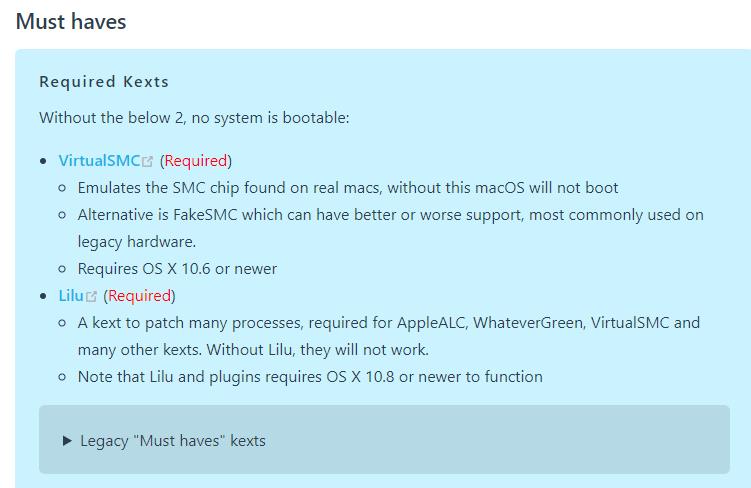 Must haves
Required Kexts
Without the below 2, no system is bootable:
• VirtualSMC (Required)
◦ Emulates the SMC chip found on real macs, without this macOS will not boot
◦ Alternative is FakeSMC which can have better or worse support, most commonly used on
legacy hardware.
◦ Requires OS X 10.6 or newer
• Lilu (Required)
◦ A kext to patch many processes, required for AppleALC, WhateverGreen, VirtualSMC and
many other kexts. Without Lilu, they will not work.
◦ Note that Lilu and plugins requires OS X 10.8 or newer to function
▶ Legacy "Must haves" kexts